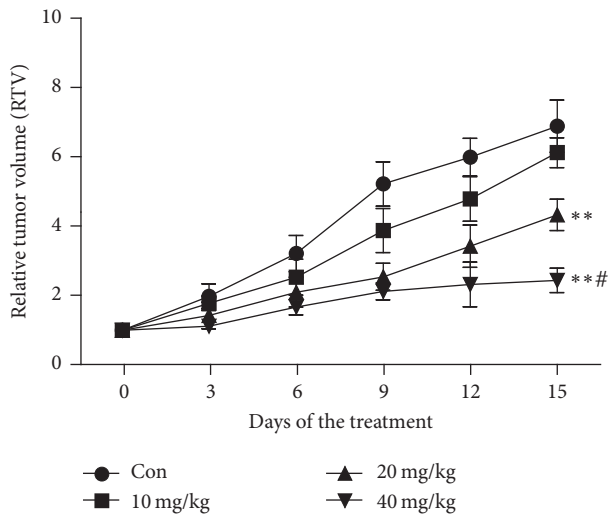 10
8
6
4
2
0
Relative tumor volume (RTV)
**
**#
0 3 6 9 12 15
Days of the treatment
Con
10 mg/kg
20 mg/kg
40 mg/kg